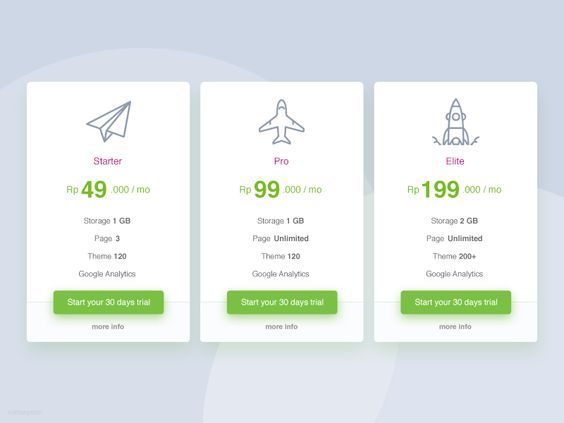 Starter
Rp 49 .000 / mo
Storage 1 GB
Page 3
Theme 120
Google Analytics
Start your 30 days trial
more info
Pro
Rp 99 .000 / mo
Storage 1 GB
Page Unlimited
Theme 120
Google Analytics
Start your 30 days trial
more info
Elite
Rp 199 .000 / mo
Storage 2 GB
Page Unlimited
Theme 200+
Google Analytics
Start your 30 days trial
more info